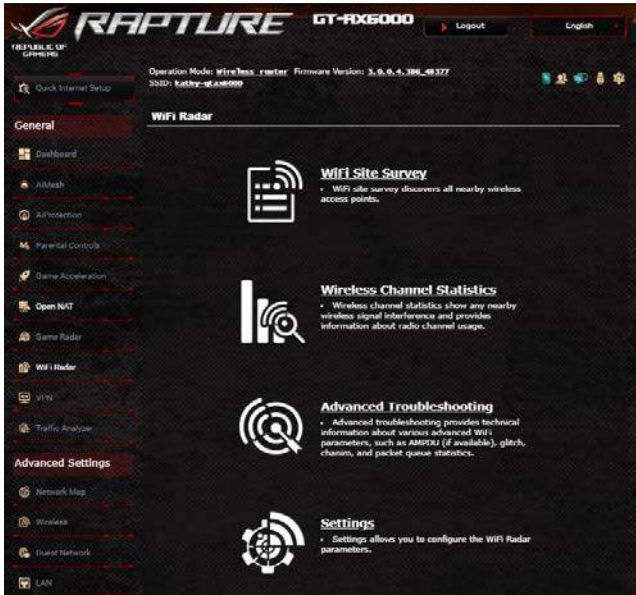 RAPTURE
GT-AX6000
Logout
English
REPUBLIC OF
GAMERS
Operation Mode: Wireless router Firmware Version: 3.0.0.4.386_48377
SSID: kathy-gtax6000
Quick Internet Setup
General
WiFi Radar
Dashboard
AiMesh
AiProtection
Parental Controls
Game Acceleration
Open NAT
Game Radar
WiFi Radar
VPN
Traffic Analyzer
Advanced Settings
Network Map
Wireless
Guest Network
LAN
WiFi Site Survey
• WiFi site survey discovers all nearby wireless
access points.
Wireless Channel Statistics
• Wireless channel statistics show any nearby
wireless signal interference and provides
information about radio channel usage.
Advanced Troubleshooting
• Advanced troubleshooting provides technical
information about various advanced WiFi
parameters, such as AMPDU (if available), glitch,
chanim, and packet queue statistics.
Settings
• Settings allows you to configure the WiFi Radar
parameters.